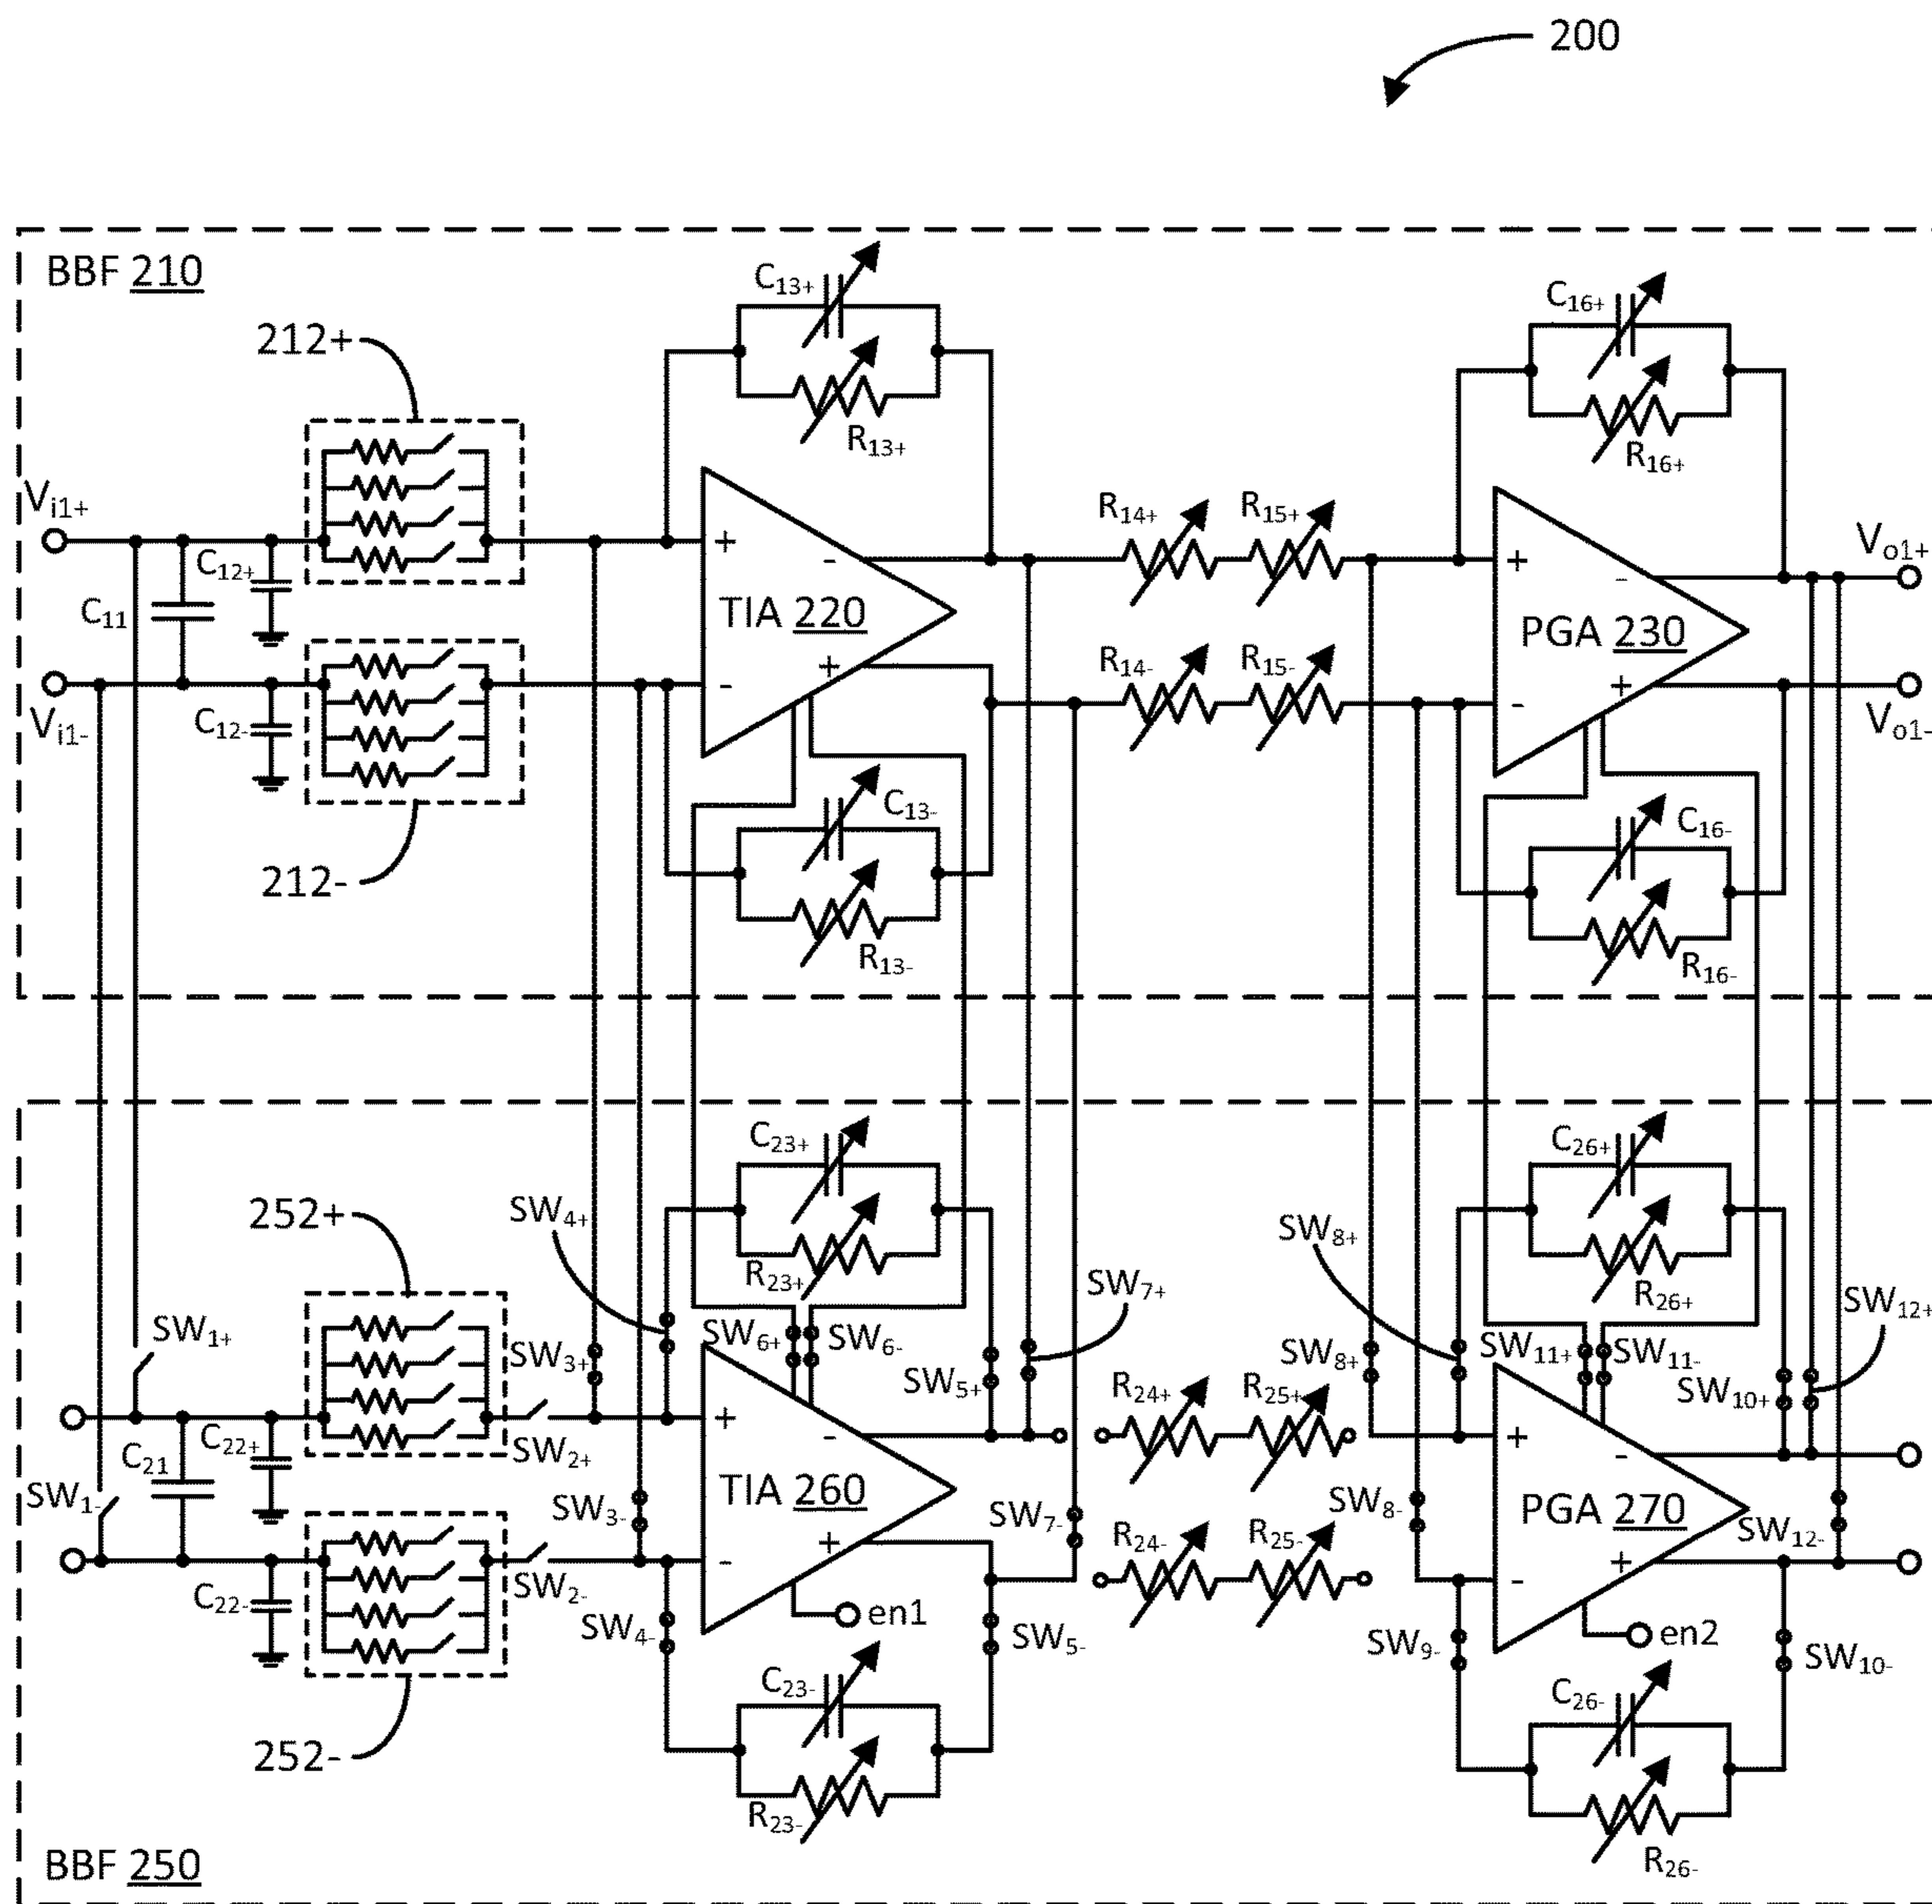 200
BBF 210
C13+
C16+
212+
R13+
R16+
Vi1+
R14+
R15+
Vo1+
C12+
+
-
+
-
C11
TIA 220
PGA 230
R14-
R15-
+
+
-
-
Vi1-
C12-
Vo1-
C13-
C16-
212-
R13-
R16-
C23+
C26+
252+
SW4+
SW8+
R23+
SW7+
R26+
SW12+
SW1+
SW6+
SW6-
SW3+
SW8+
SW11+
SW11-
SW5+
R24+
R25+
SW10+
+
-
+
-
C21
C22+
SW2+
SW1-
TIA 260
PGA 270
SW3-
SW7-
SW8-
SW12-
R24-
R25-
+
+
-
-
C22-
SW2-
SW4-
en1
SW5-
SW9-
en2
SW10-
C23-
C26-
252-
R23-
R26-
BBF 250